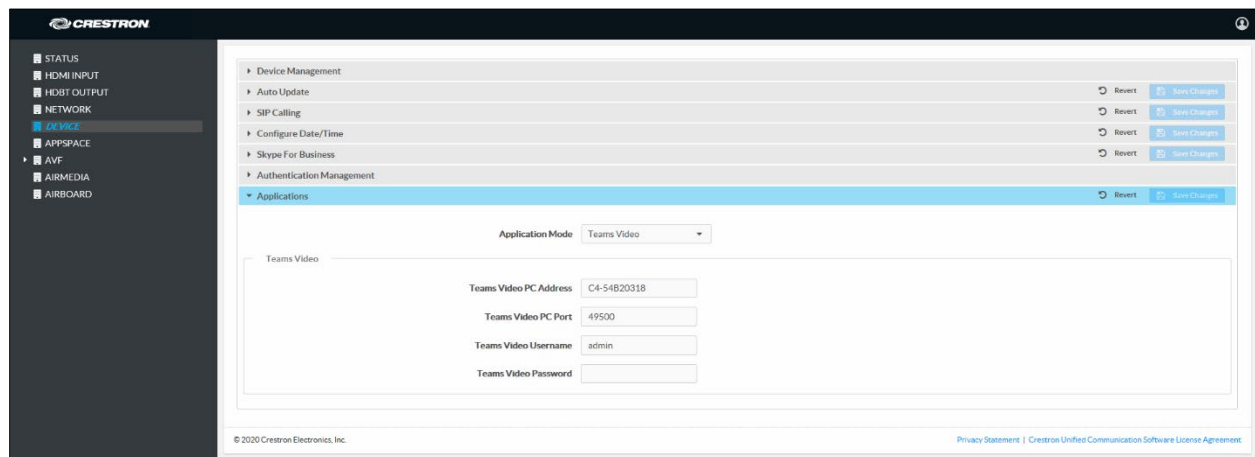 CRESTRON
STATUS
HDMI INPUT
HDBT OUTPUT
NETWORK
DEVICE
APPSPACE
AVF
AIRMEDIA
AIRBOARD
Device Management
Auto Update Revert Save Changes
SIP Calling Revert Save Changes
Configure Date/Time Revert Save Changes
Skype For Business Revert Save Changes
Authentication Management
Applications Revert Save Changes
Application Mode Teams Video
Teams Video
Teams Video PC Address C4-54B20318
Teams Video PC Port 49500
Teams Video Username admin
Teams Video Password
© 2020 Crestron Electronics, Inc. Privacy Statement | Crestron Unified Communication Software License Agreement